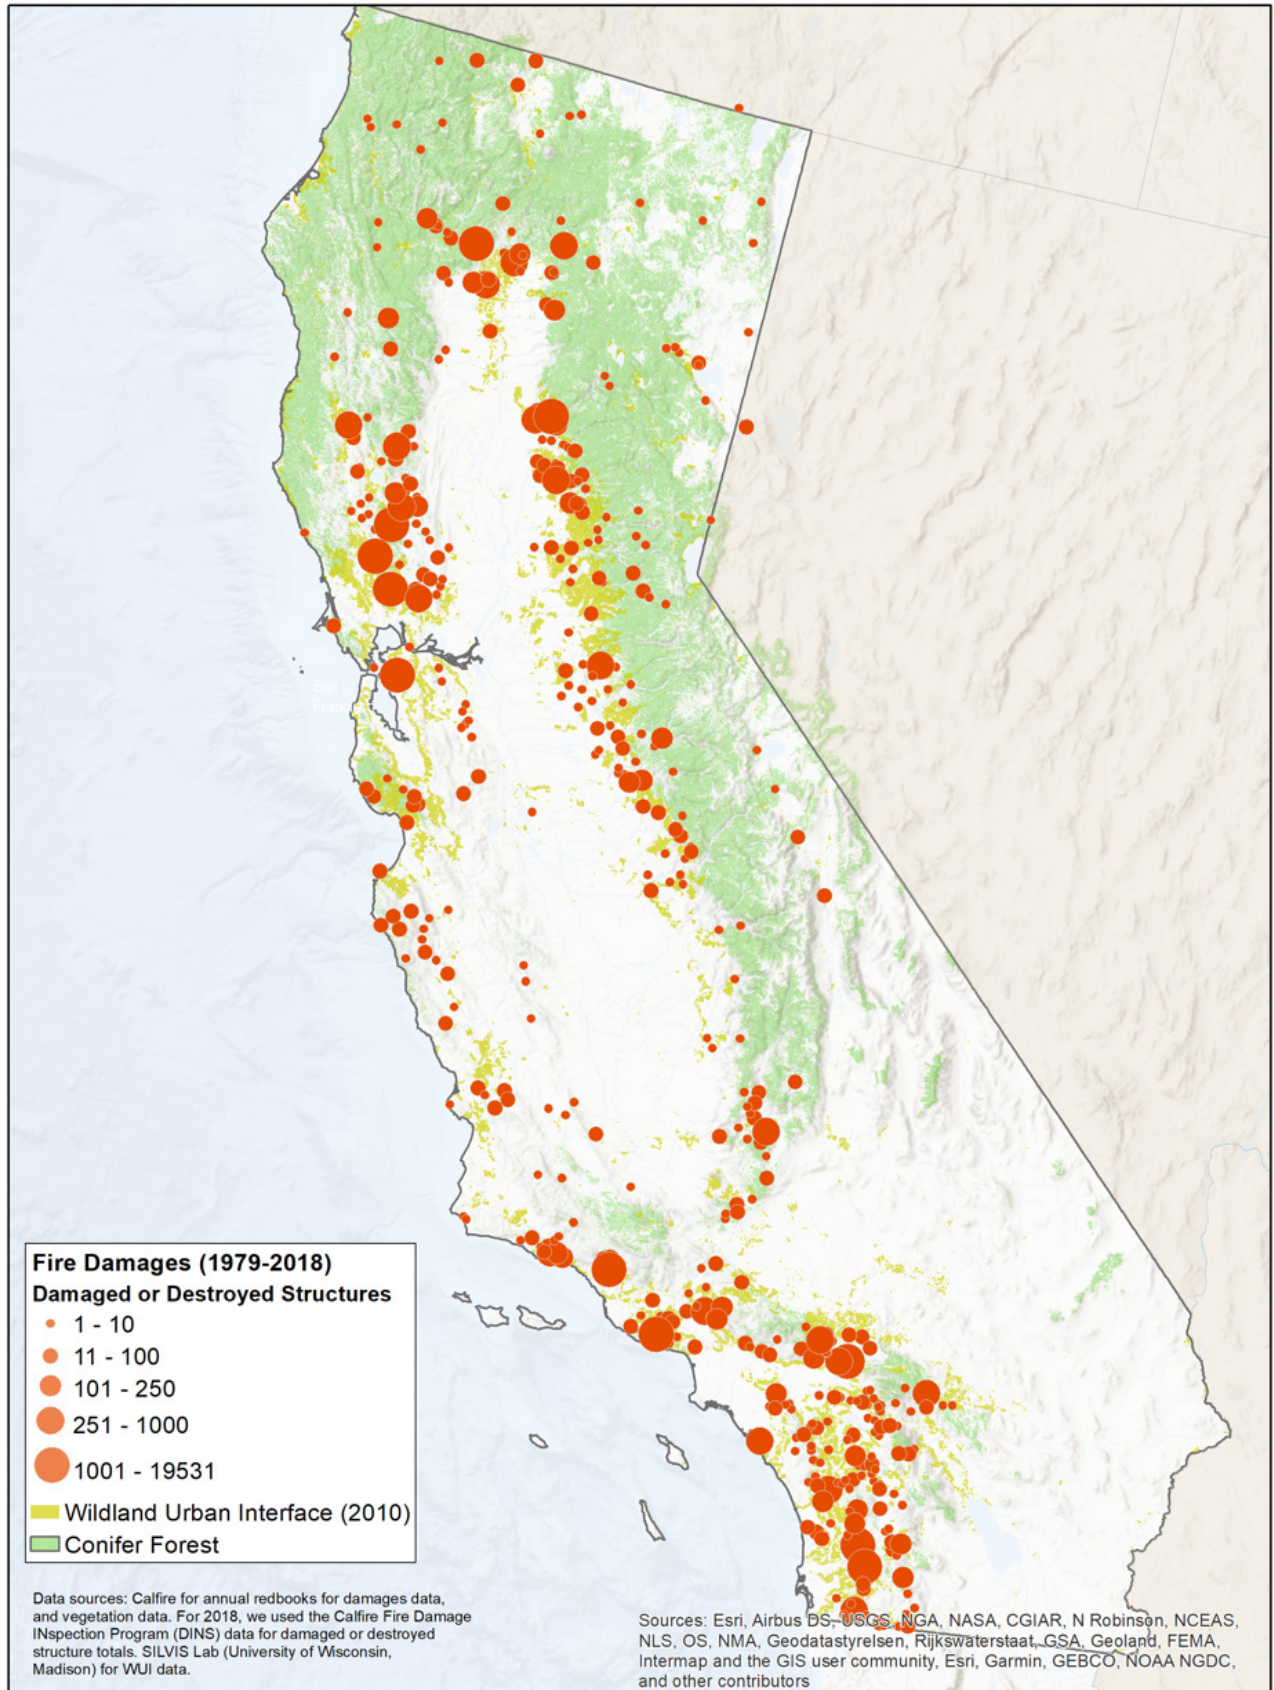 San
Fran
Fire Damages (1979-2018)
Damaged or Destroyed Structures
1 - 10
11 - 100
101 - 250
251 - 1000
1001 - 19531
Wildland Urban Interface (2010)
Conifer Forest
Data sources: Calfire for annual redbooks for damages data,
and vegetation data. For 2018, we used the Calfire Fire Damage
INspection Program (DINS) data for damaged or destroyed
structure totals. SILVIS Lab (University of Wisconsin,
Madison) for WUI data.
Sources: Esri, Airbus DS, USGS, NGA, NASA, CGIAR, N Robinson, NCEAS,
NLS, OS, NMA, Geodatastyrelsen, Rijkswaterstaat, GSA, Geoland, FEMA,
Intermap and the GIS user community, Esri, Garmin, GEBCO, NOAA NGDC,
and other contributors